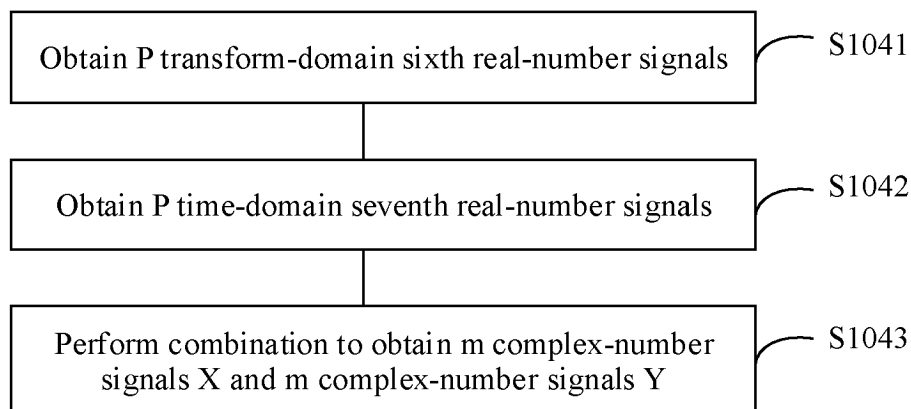 Obtain P transform-domain sixth real-number signals
S1041
Obtain P time-domain seventh real-number signals
S1042
Perform combination to obtain m complex-number
signals X and m complex-number signals Y
S1043